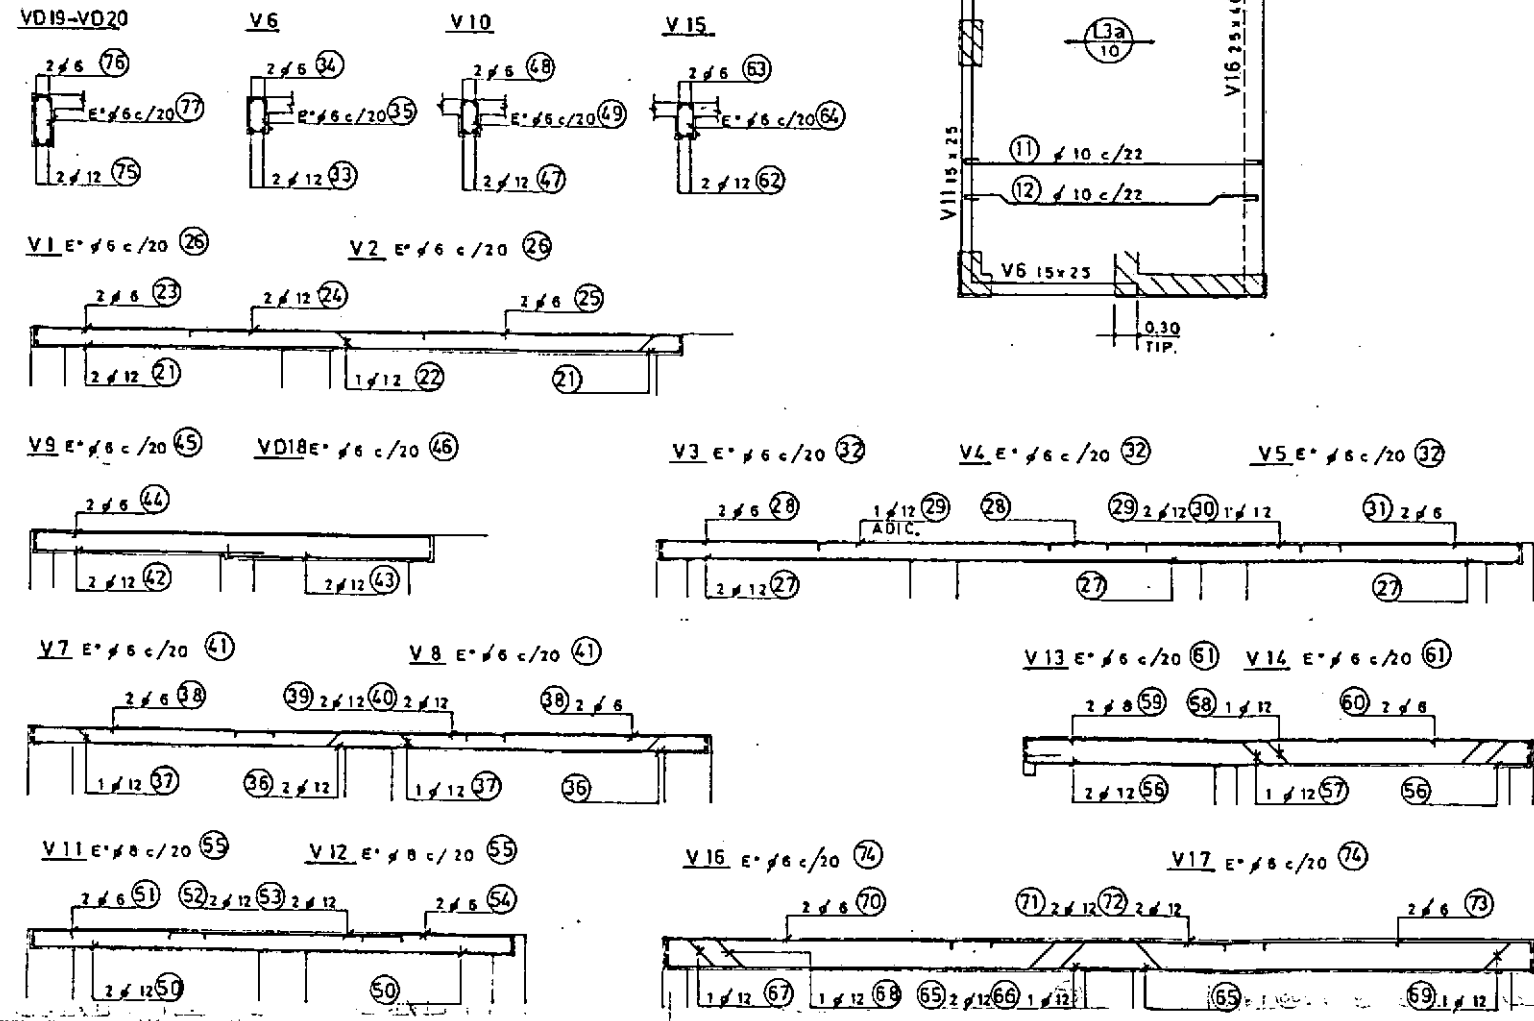 VD19-VD20
V6
V10
V15
2 ø 6 76
E° ø 6 c/20 77
2 ø 12 75
2 ø 6 34
E° ø 6 c/20 35
2 ø 12 33
2 ø 6 48
E° ø 6 c/20 49
2 ø 12 47
2 ø 6 63
E° ø 6 c/20 64
2 ø 12 62
L3a
10
V16 25x4
V11 15 x 25
11 ø 10 c/22
12 ø 10 c/22
V6 15x25
0.30
TIP.
V1 E° ø 6 c/20 26
V2 E° ø 6 c/20 26
2 ø 6 23
2 ø 12 24
2 ø 6 25
2 ø 12 21
1 ø 12 22
21
V9 E° ø 6 c/20 45
VD18 E° ø 6 c/20 46
2 ø 6 44
2 ø 12 42
2 ø 12 43
V3 E° ø 6 c/20 32
V4 E° ø 6 c/20 32
V5 E° ø 6 c/20 32
2 ø 6 28
1 ø 12 29
ADIC.
28
29 2 ø 12 30 1 ø 12
31 2 ø 6
2 ø 12 27
27
27
V7 E° ø 6 c/20 41
V8 E° ø 6 c/20 41
2 ø 6 38
39 2 ø 12 40 2 ø 12
38 2 ø 6
1 ø 12 37
36 2 ø 12
1 ø 12 37
36
V13 E° ø 6 c/20 61
V14 E° ø 6 c/20 61
2 ø 8 59
58 1 ø 12
60 2 ø 6
2 ø 12 56
1 ø 12 57
56
V11 E° ø 8 c/20 55
V12 E° ø 8 c/20 55
2 ø 6 51
52 2 ø 12 53 2 ø 12
2 ø 6 54
2 ø 12 50
50
V16 E° ø 6 c/20 74
V17 E° ø 6 c/20 74
2 ø 6 70
71 2 ø 12 72 2 ø 12
2 ø 6 73
1 ø 12 67
1 ø 12 68
65 2 ø 12 66 1 ø 12
65
69 1 ø 12